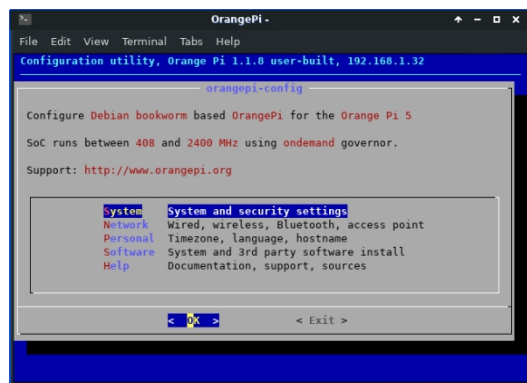 OrangePi -
File Edit View Terminal Tabs Help
Configuration utility, Orange Pi 1.1.8 user-built, 192.168.1.32
orangepi-config
Configure Debian bookworm based OrangePi for the Orange Pi 5
SoC runs between 408 and 2400 MHz using ondemand governor.
Support: http://www.orangepi.org
System System and security settings
Network Wired, wireless, Bluetooth, access point
Personal Timezone, language, hostname
Software System and 3rd party software install
Help Documentation, support, sources
< OK > < Exit >